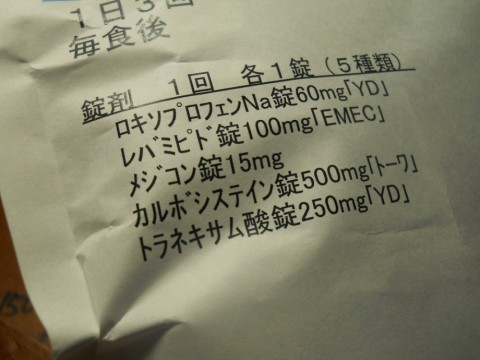 1日3回
毎食後
錠剤 1回 各1錠(5種類)
ロキソプロフェンNa錠60mg｢YD｣
レバミピド錠100mg｢EMEC｣
メジコン錠15mg
カルボシステイン錠500mg｢トーワ｣
トラネキサム酸錠250mg｢YD｣